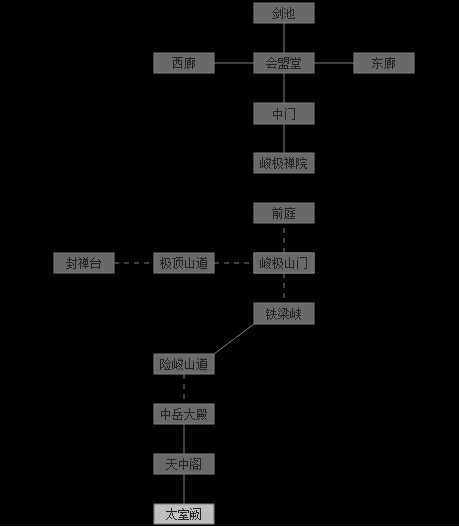 剑池
西廊 会盟堂 东廊
中门
峻极禅院
前庭
封禅台 极顶山道 峻极山门
铁梁峡
险峻山道
中岳大殿
天中阁
太室阙